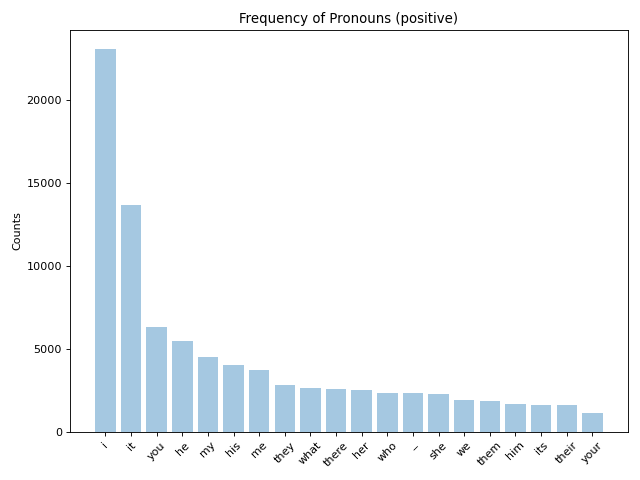 Frequency of Pronouns (positive)
Counts
20000
15000
10000
5000
0
i it you he my his me they what there her who -- she we them him its their your